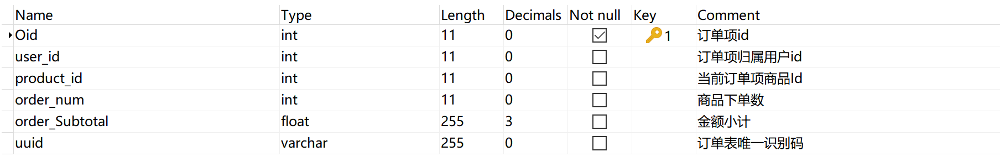 Name Type Length Decimals Not null Key Comment
Oid int 11 0 1 订单项id
user_id int 11 0 订单项归属用户id
product_id int 11 0 当前订单项商品Id
order_num int 11 0 商品下单数
order_Subtotal float 255 3 金额小计
uuid varchar 255 0 订单表唯一识别码